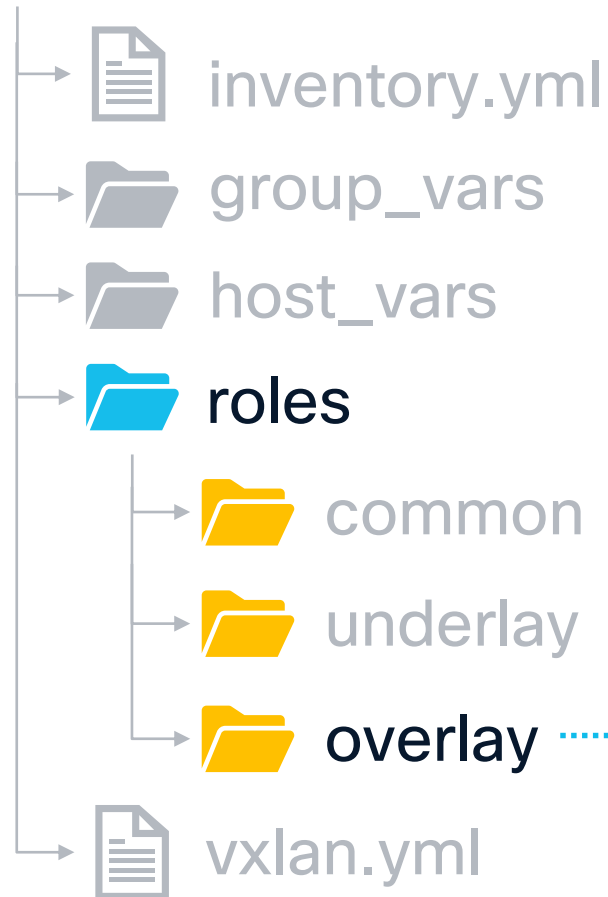 inventory.yml
group_vars
host_vars
roles
common
underlay
overlay
vxlan.yml